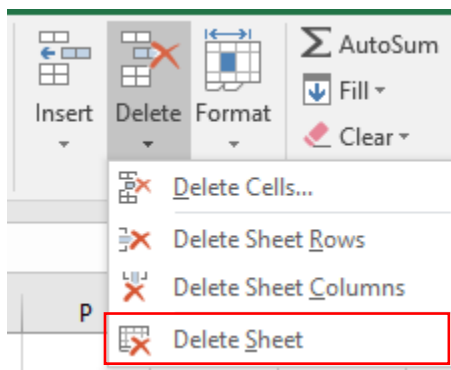 AutoSum
Insert Delete Format
Fill
Clear
Delete Cells...
Delete Sheet Rows
Delete Sheet Columns
P
Delete Sheet